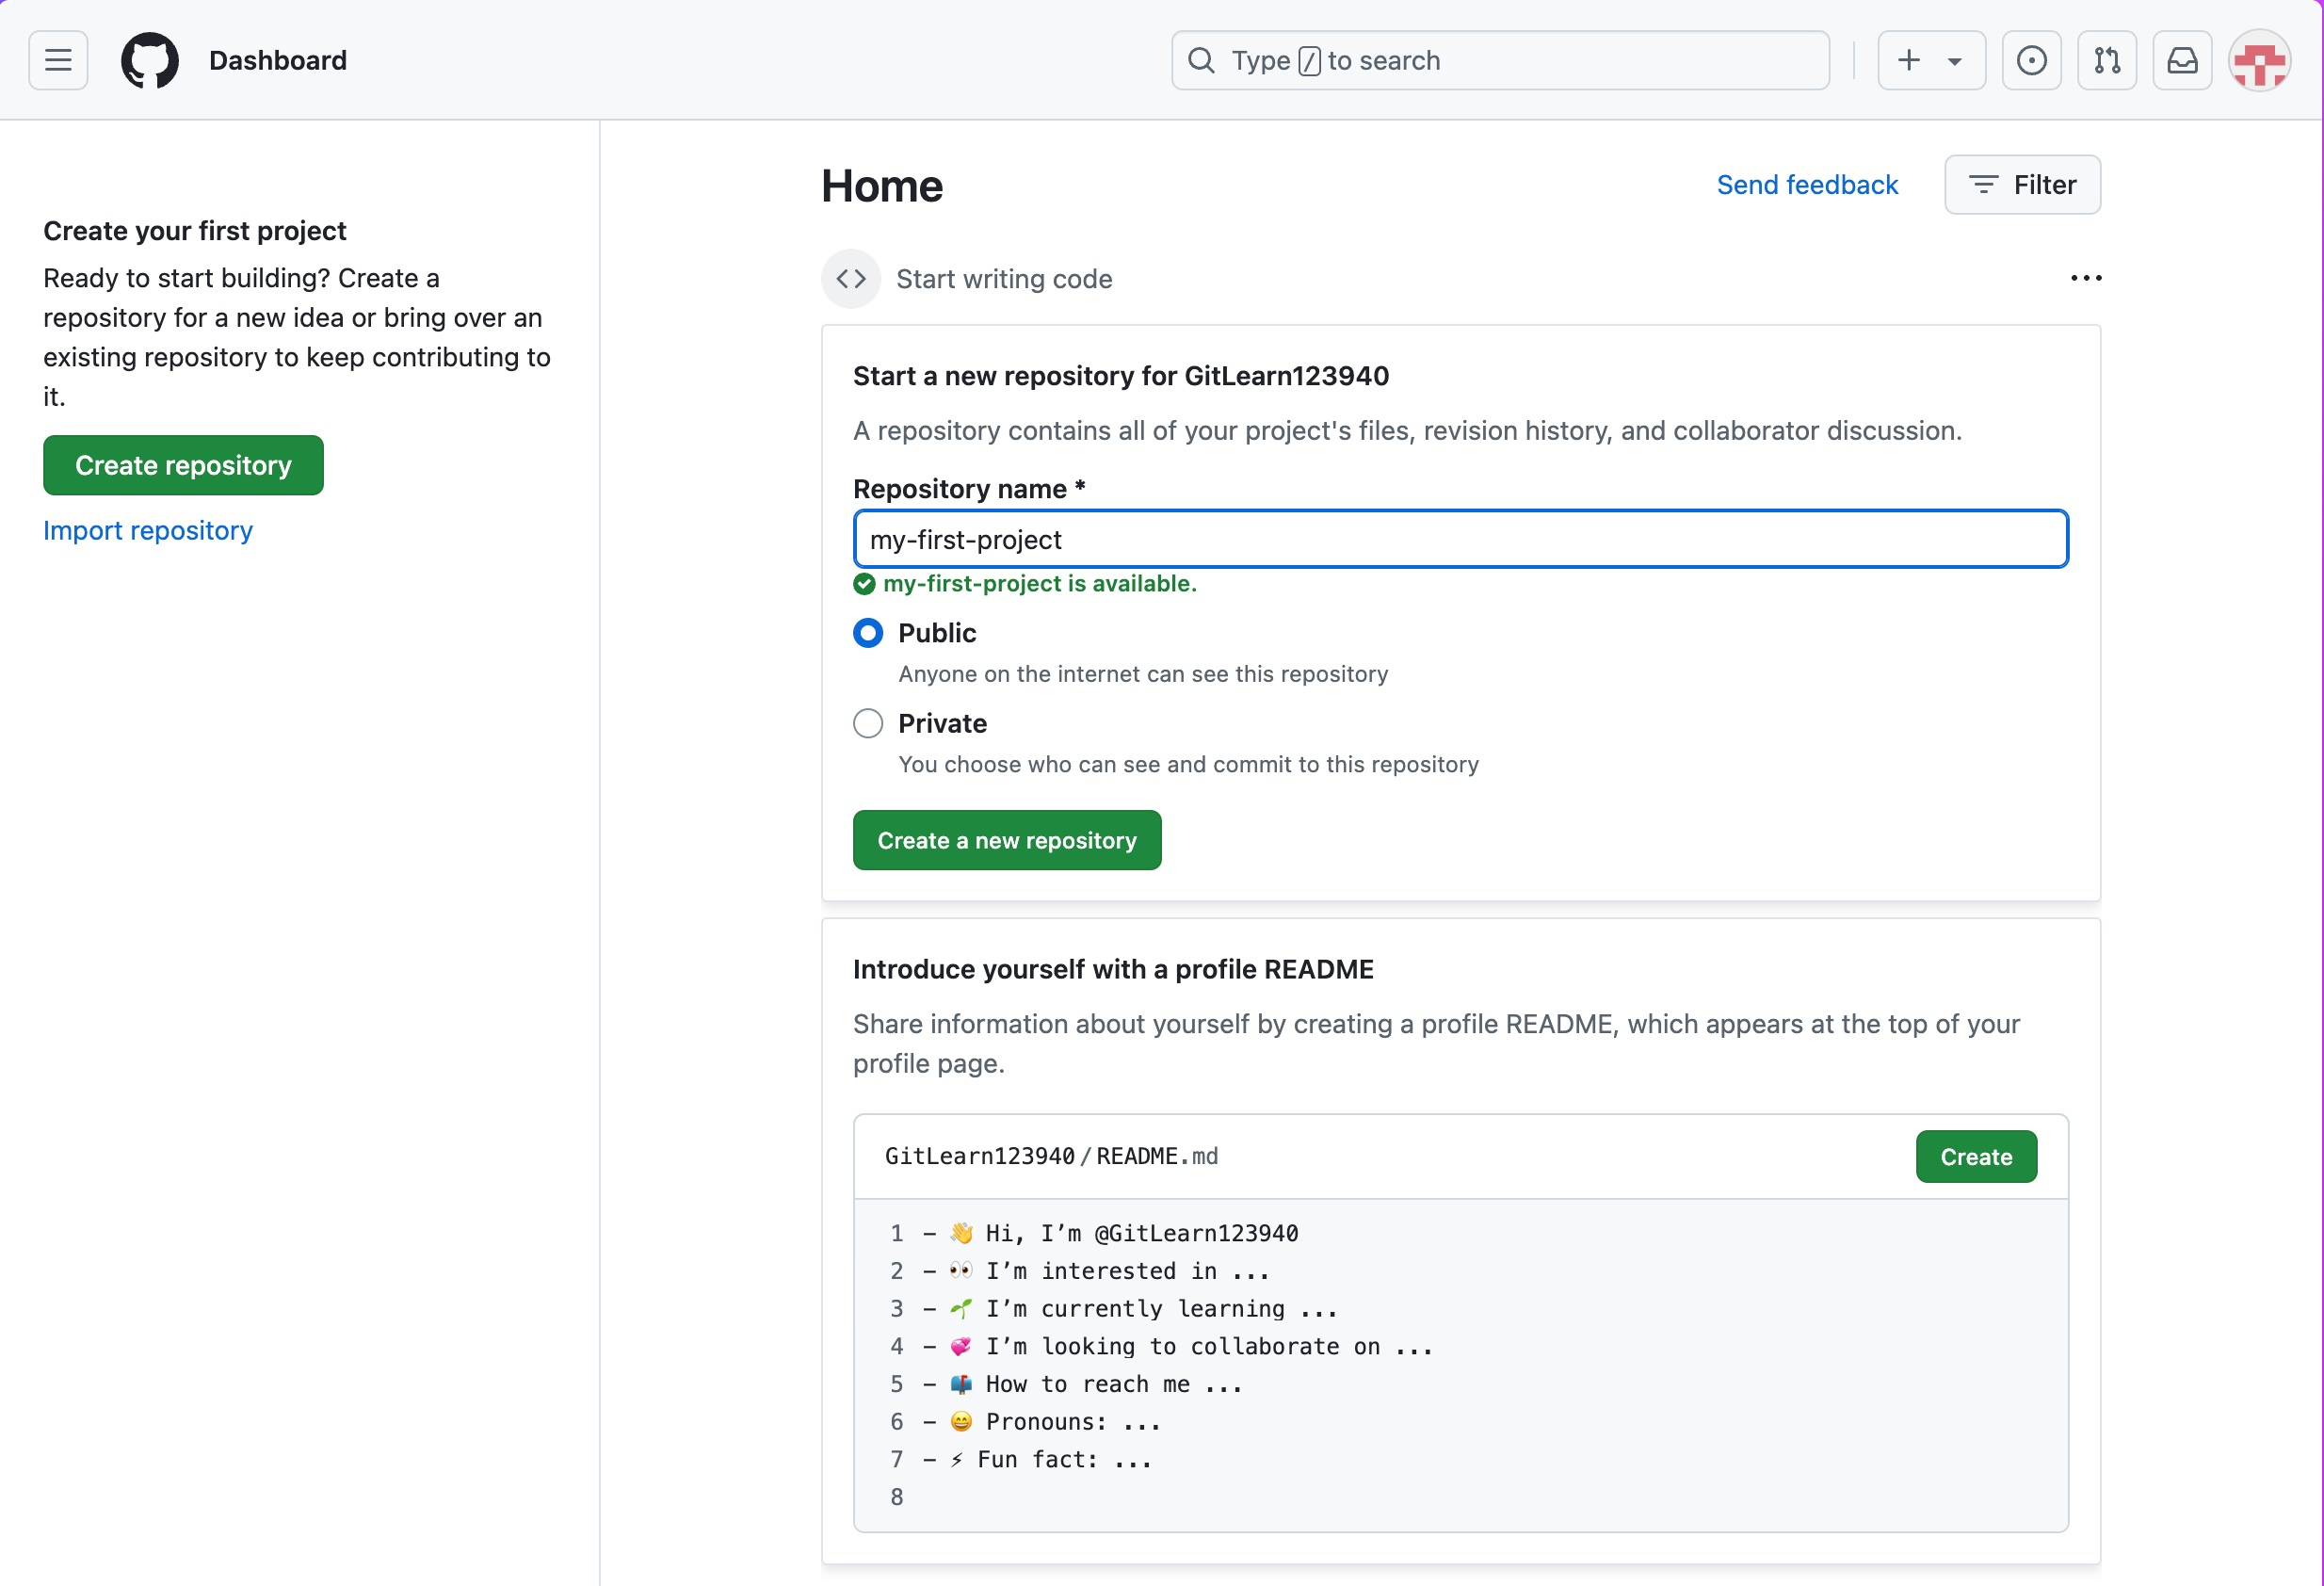 Dashboard
Type / to search
Create your first project
Ready to start building? Create a
repository for a new idea or bring over an
existing repository to keep contributing to
it.
Create repository
Import repository
Home
Send feedback
Filter
Start writing code
Start a new repository for GitLearn123940
A repository contains all of your project's files, revision history, and collaborator discussion.
Repository name *
my-first-project
my-first-project is available.
Public
Anyone on the internet can see this repository
Private
You choose who can see and commit to this repository
Create a new repository
Introduce yourself with a profile README
Share information about yourself by creating a profile README, which appears at the top of your
profile page.
GitLearn123940/README.md
Create
1 - 👋 Hi, I’m @GitLearn123940
2 - 👀 I’m interested in ...
3 - 🌱 I’m currently learning ...
4 - 💞️ I’m looking to collaborate on ...
5 - 📫 How to reach me ...
6 - 😄 Pronouns: ...
7 - ⚡ Fun fact: ...
8